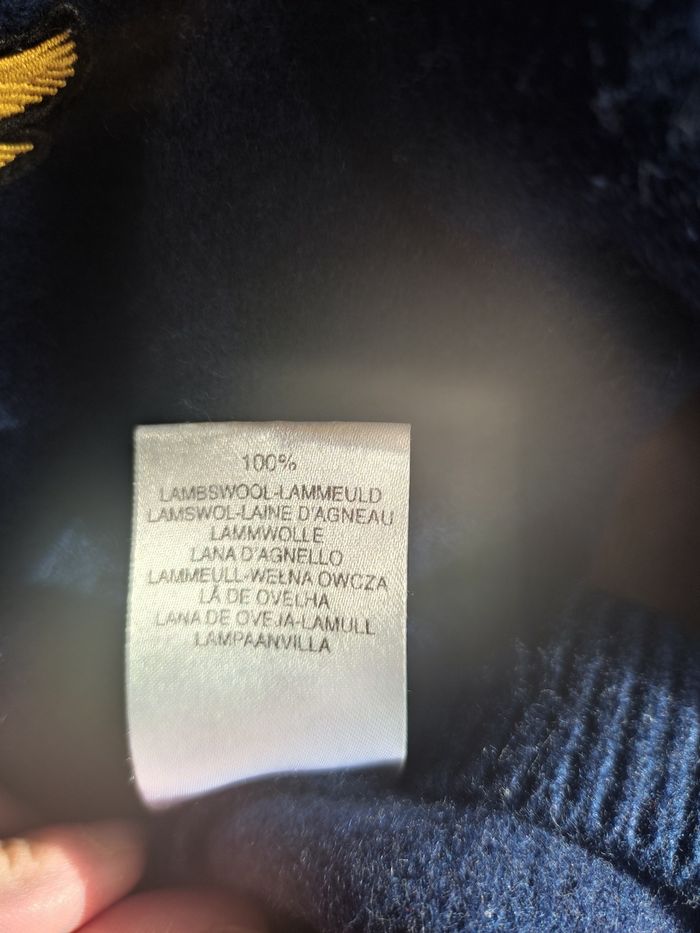 100%
LAMBSWOOL-LAMMEULD
LAMSWOL-LAINE D'AGNEAU
LAMMWOLLE
LANA D'AGNELLO
LAMMEULL-WEŁNA OWCZA
LÃ DE OVELHA
LANA DE OVEJA-LAMULL
LAMPAANVILLA